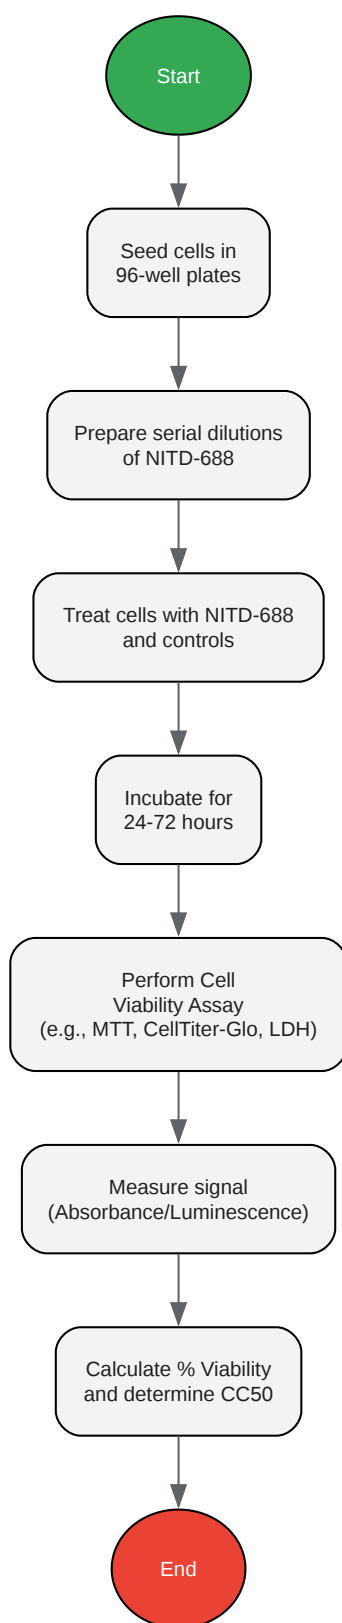 Start
Seed cells in
96-well plates
Prepare serial dilutions
of NITD-688
Treat cells with NITD-688
and controls
Incubate for
24-72 hours
Perform Cell
Viability Assay
(e.g., MTT, CellTiter-Glo, LDH)
Measure signal
(Absorbance/Luminescence)
Calculate % Viability
and determine CC50
End